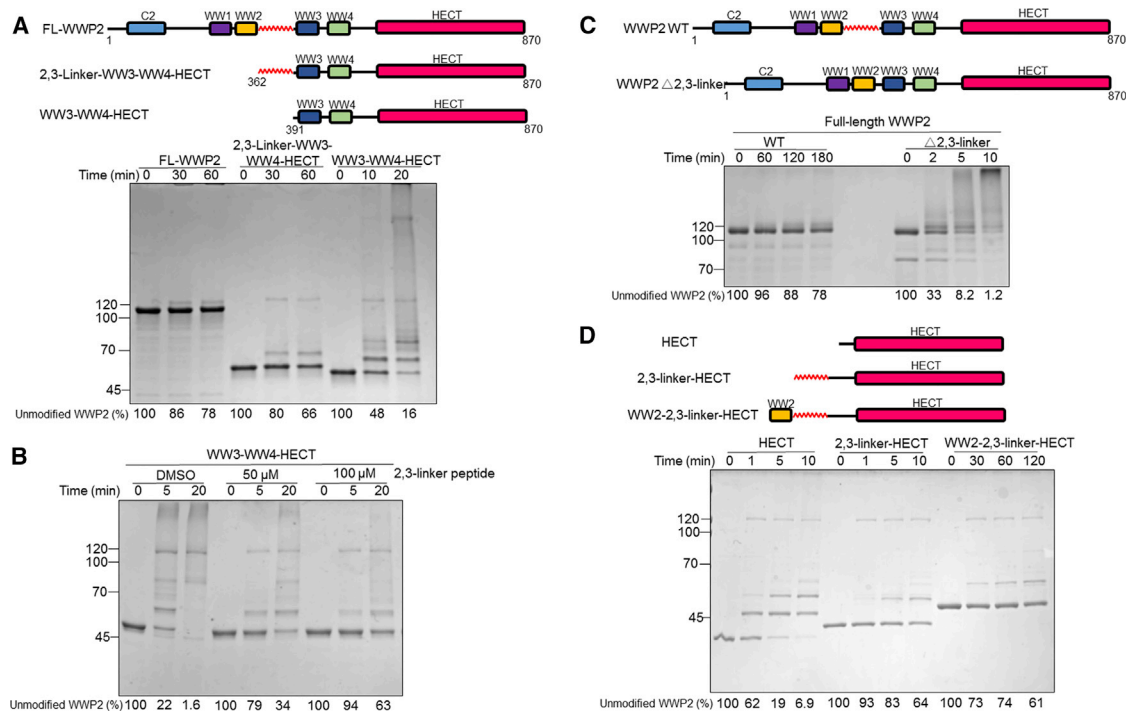 A
C2 WW1 WW2 WW3 WW4 HECT
FL-WWP2
1 870
WW3 WW4 HECT
2,3-Linker-WW3-WW4-HECT
362 870
WW3 WW4 HECT
WW3-WW4-HECT
391 870
2,3-Linker-WW3-
FL-WWP2 WW4-HECT WW3-WW4-HECT
Time (min) 0 30 60 0 30 60 0 10 20
120
100
70
45
Unmodified WWP2 (%) 100 86 78 100 80 66 100 48 16
B
WW3-WW4-HECT
DMSO 50 µM 100 µM 2,3-linker peptide
Time (min) 0 5 20 0 5 20 0 5 20
120
100
70
45
Unmodified WWP2 (%) 100 22 1.6 100 79 34 100 94 63
C
C2 WW1 WW2 WW3 WW4 HECT
WWP2 WT
1 870
C2 WW1 WW2 WW3 WW4 HECT
WWP2 △2,3-linker
1 870
Full-length WWP2
WT △2,3-linker
Time (min) 0 60 120 180 0 2 5 10
120
100
70
Unmodified WWP2 (%) 100 96 88 78 100 33 8.2 1.2
D
HECT
HECT
HECT
2,3-linker-HECT
WW2 HECT
WW2-2,3-linker-HECT
HECT 2,3-linker-HECT WW2-2,3-linker-HECT
Time (min) 0 1 5 10 0 1 5 10 0 30 60 120
120
100
70
45
Unmodified WWP2 (%) 100 62 19 6.9 100 93 83 64 100 73 74 61